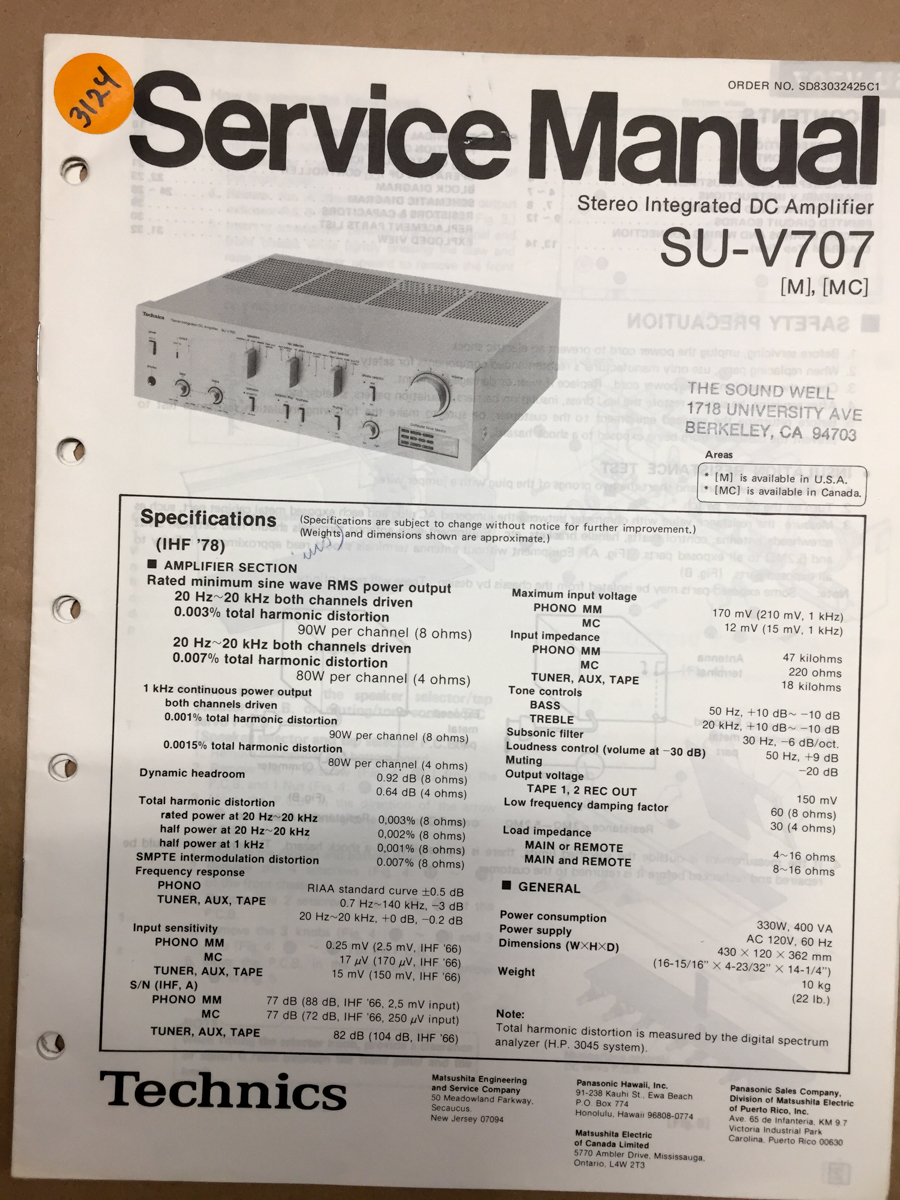 3124
ORDER NO. SD83032425C1
Service Manual
Stereo Integrated DC Amplifier
SU-V707
[M], [MC]
Technics
THE SOUND WELL
1718 UNIVERSITY AVE
BERKELEY, CA 94703
Areas
* [M] is available in U.S.A.
* [MC] is available in Canada.
Specifications (Specifications are subject to change without notice for further improvement.)
(Weights and dimensions shown are approximate.)
(IHF '78)
■ AMPLIFIER SECTION
Rated minimum sine wave RMS power output
20 Hz~20 kHz both channels driven
0.003% total harmonic distortion
90W per channel (8 ohms)
20 Hz~20 kHz both channels driven
0.007% total harmonic distortion
80W per channel (4 ohms)
1 kHz continuous power output
both channels driven
0.001% total harmonic distortion
90W per channel (8 ohms)
0.0015% total harmonic distortion
80W per channel (4 ohms)
Dynamic headroom 0.92 dB (8 ohms)
0.64 dB (4 ohms)
Total harmonic distortion
rated power at 20 Hz~20 kHz 0,003% (8 ohms)
half power at 20 Hz~20 kHz 0,002% (8 ohms)
half power at 1 kHz 0,001% (8 ohms)
SMPTE intermodulation distortion 0.007% (8 ohms)
Frequency response
PHONO RIAA standard curve ±0.5 dB
TUNER, AUX, TAPE 0.7 Hz~140 kHz, −3 dB
20 Hz~20 kHz, +0 dB, −0.2 dB
Input sensitivity
PHONO MM 0.25 mV (2.5 mV, IHF '66)
MC 17 µV (170 µV, IHF '66)
TUNER, AUX, TAPE 15 mV (150 mV, IHF '66)
S/N (IHF, A)
PHONO MM 77 dB (88 dB, IHF '66, 2,5 mV input)
MC 77 dB (72 dB, IHF '66, 250 µV input)
TUNER, AUX, TAPE 82 dB (104 dB, IHF '66)
Maximum input voltage
PHONO MM 170 mV (210 mV, 1 kHz)
MC 12 mV (15 mV, 1 kHz)
Input impedance
PHONO MM 47 kilohms
MC 220 ohms
TUNER, AUX, TAPE 18 kilohms
Tone controls
BASS 50 Hz, +10 dB~ −10 dB
TREBLE 20 kHz, +10 dB~ −10 dB
Subsonic filter 30 Hz, −6 dB/oct.
Loudness control (volume at −30 dB) 50 Hz, +9 dB
Muting −20 dB
Output voltage
TAPE 1, 2 REC OUT 150 mV
Low frequency damping factor 60 (8 ohms)
30 (4 ohms)
Load impedance
MAIN or REMOTE 4~16 ohms
MAIN and REMOTE 8~16 ohms
■ GENERAL
Power consumption 330W, 400 VA
Power supply AC 120V, 60 Hz
Dimensions (W×H×D) 430 × 120 × 362 mm
(16-15/16" × 4-23/32" × 14-1/4")
Weight 10 kg
(22 lb.)
Note:
Total harmonic distortion is measured by the digital spectrum
analyzer (H.P. 3045 system).
Technics
Matsushita Engineering
and Service Company
50 Meadowland Parkway,
Secaucus,
New Jersey 07094
Panasonic Hawaii, Inc.
91-238 Kauhi St., Ewa Beach
P.O. Box 774
Honolulu, Hawaii 96808-0774
Matsushita Electric
of Canada Limited
5770 Ambler Drive, Mississauga,
Ontario, L4W 2T3
Panasonic Sales Company,
Division of Matsushita Electric
of Puerto Rico, Inc.
Ave. 65 de Infanteria, KM 9.7
Victoria Industrial Park
Carolina, Puerto Rico 00630